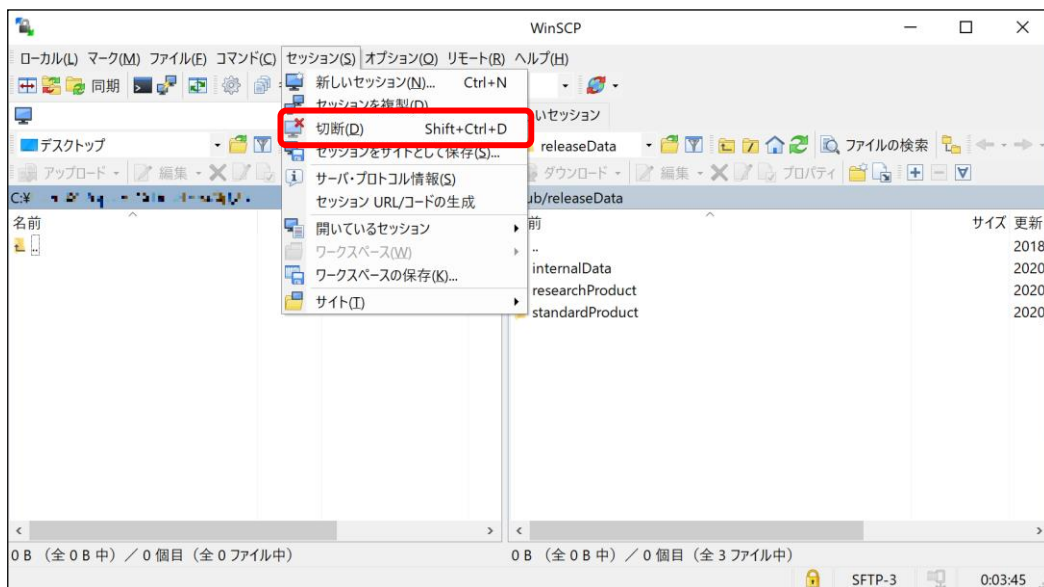 WinSCP
ローカル(L) マーク(M) ファイル(F) コマンド(C) セッション(S) オプション(O) リモート(R) ヘルプ(H)
同期
新しいセッション(N)... Ctrl+N
セッションを複製(D)
いセッション
切断(D) Shift+Ctrl+D
デスクトップ
セッションをサイトとして保存(S)...
releaseData
ファイルの検索
アップロード 編集
サーバ・プロトコル情報(S)
ダウンロード 編集 プロパティ
C:¥
セッション URL/コードの生成
ub/releaseData
名前
開いているセッション
前 サイズ 更新
..
ワークスペース(W)
.. 2018
ワークスペースの保存(K)...
internalData 2020
researchProduct 2020
サイト(T)
standardProduct 2020
0 B （全 0 B 中）／ 0 個目（全 0 ファイル中）
0 B （全 0 B 中）／ 0 個目（全 3 ファイル中）
SFTP-3 0:03:45